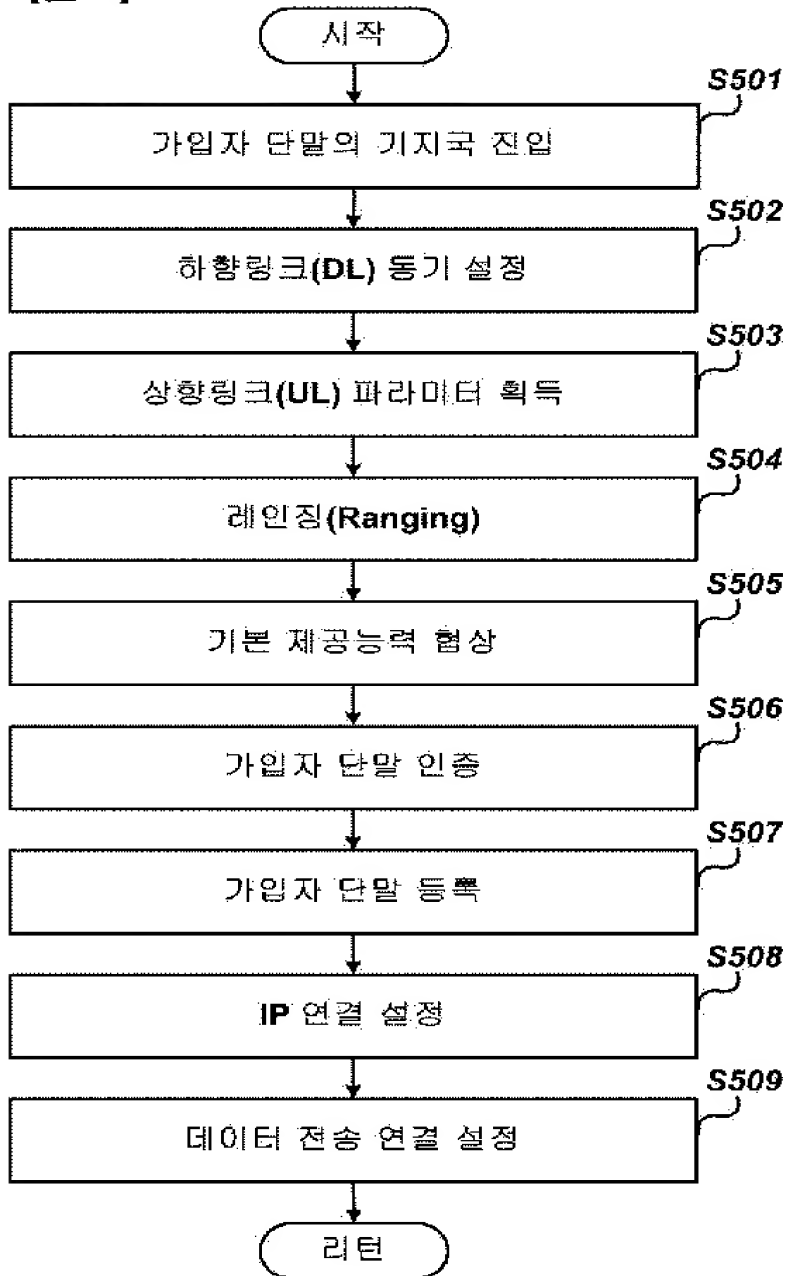 시작
S501
가입자 단말의 기지국 진입
S502
하향링크(DL) 동기 설정
S503
상향링크(UL) 파라미터 획득
S504
레인징(Ranging)
S505
기본 제공능력 협상
S506
가입자 단말 인증
S507
가입자 단말 등록
S508
IP 연결 설정
S509
데이터 전송 연결 설정
리턴